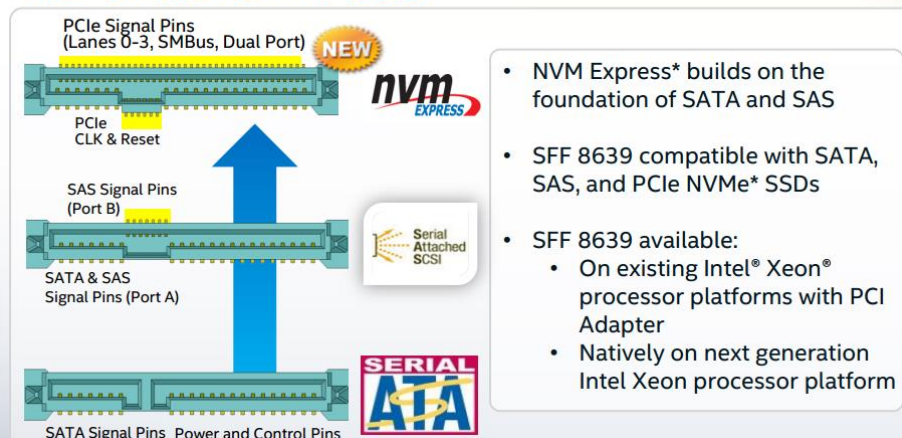 PCIe Signal Pins
(Lanes 0-3, SMBus, Dual Port)
NEW
nvm
EXPRESS
PCIe
CLK & Reset
SAS Signal Pins
(Port B)
Serial
Attached
SCSI
SATA & SAS
Signal Pins (Port A)
SERIAL
ATA
SATA Signal Pins Power and Control Pins
• NVM Express* builds on the
foundation of SATA and SAS
• SFF 8639 compatible with SATA,
SAS, and PCIe NVMe* SSDs
• SFF 8639 available:
• On existing Intel® Xeon®
processor platforms with PCI
Adapter
• Natively on next generation
Intel Xeon processor platform